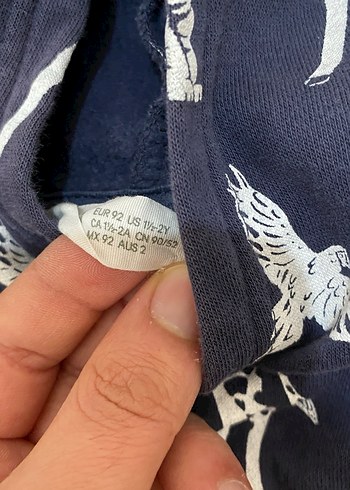 EUR 92 US 1½-2Y
CA 1½-2A CN 90/52
MX 92 AUS 2